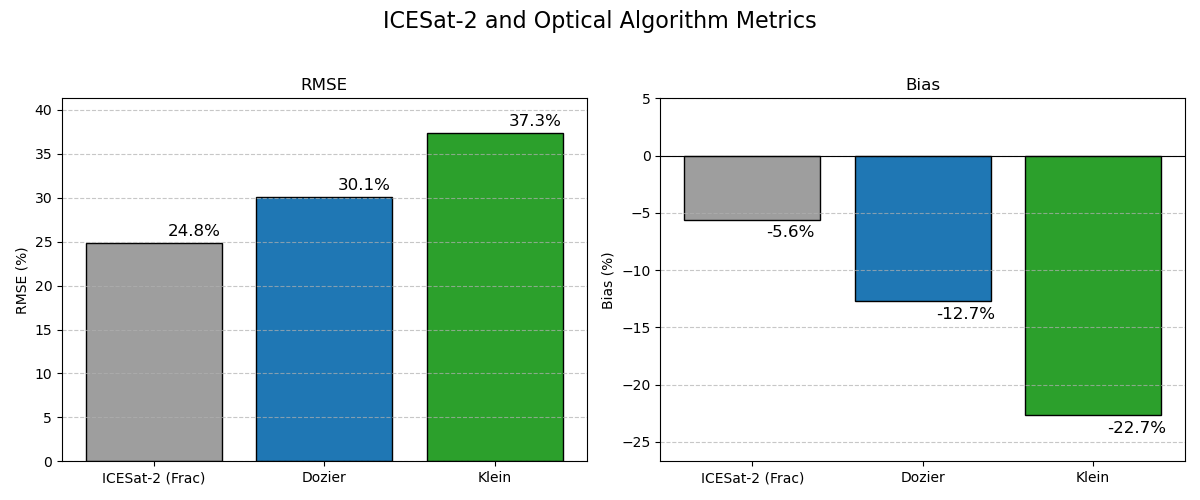 ICESat-2 and Optical Algorithm Metrics
RMSE
RMSE (%)
40
35
30
25
20
15
10
5
0
24.8%
30.1%
37.3%
ICESat-2 (Frac)
Dozier
Klein
Bias
Bias (%)
5
0
−5
−10
−15
−20
−25
-5.6%
-12.7%
-22.7%
ICESat-2 (Frac)
Dozier
Klein